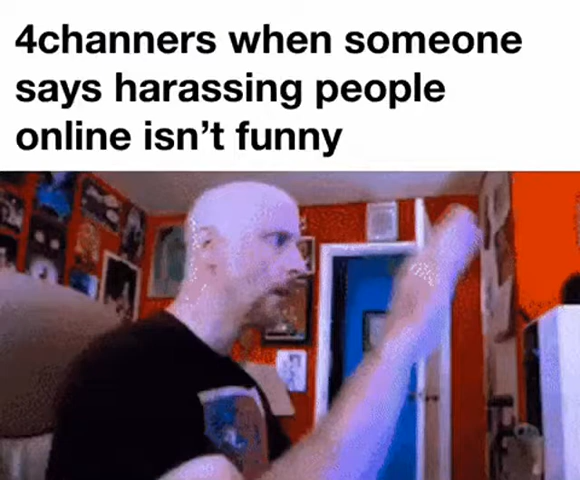 4channers when someone
says harassing people
online isn’t funny